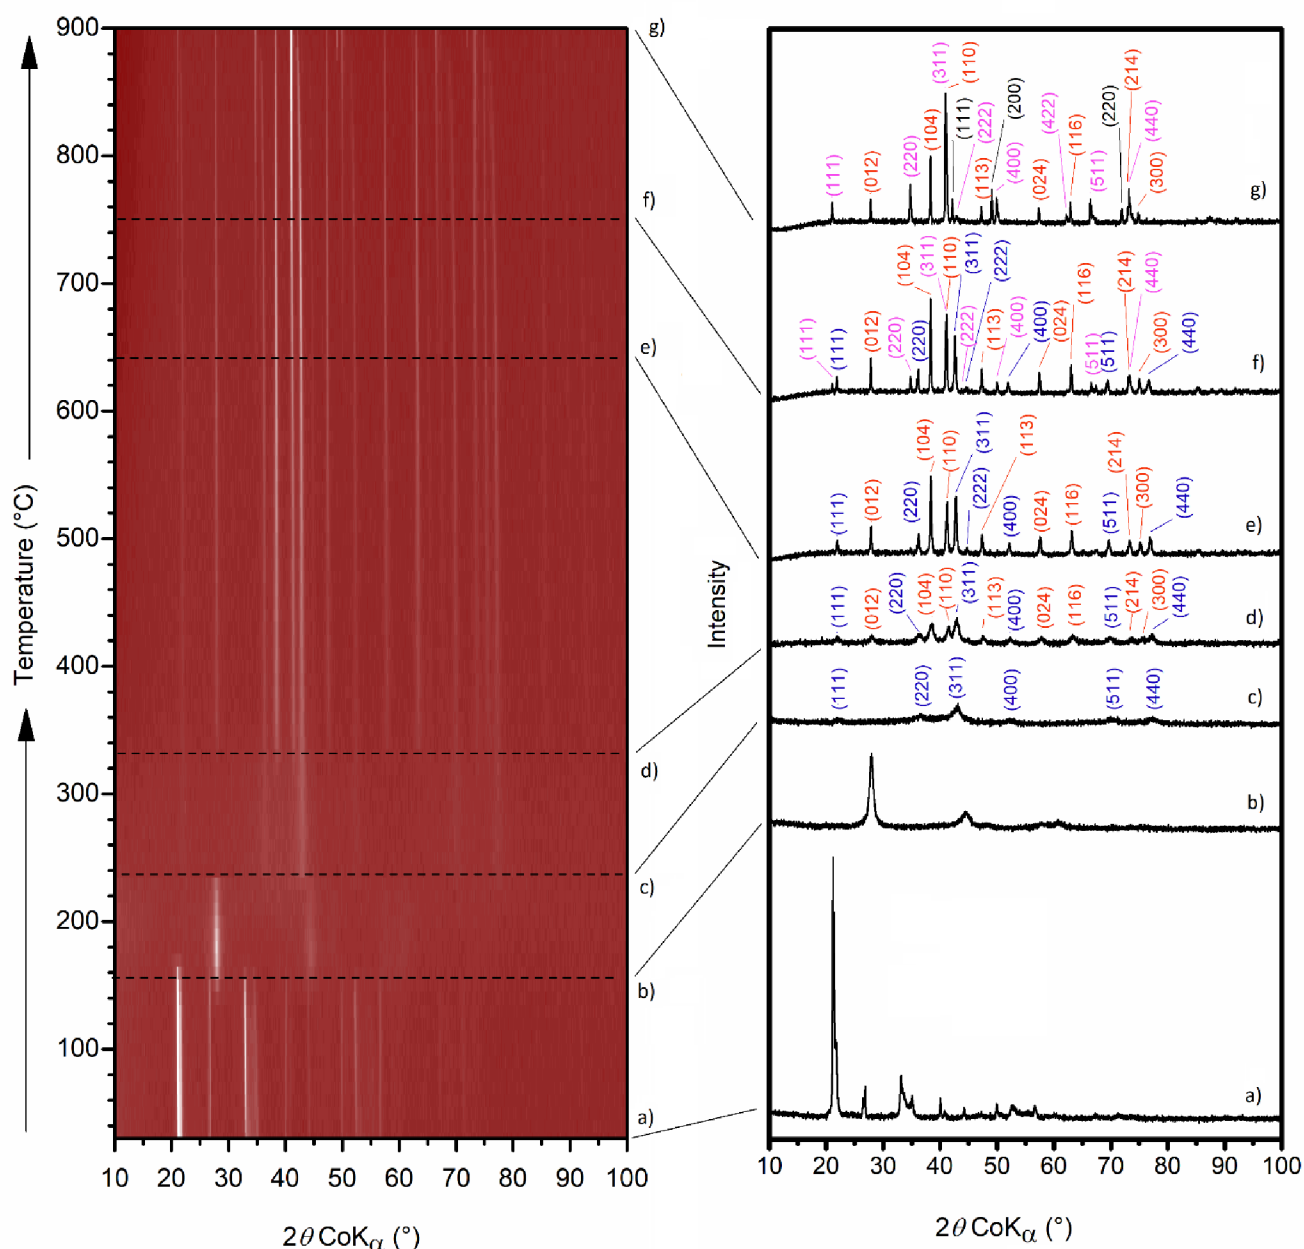 900
800
700
600
500
400
300
200
100
Temperature (°C)
10 20 30 40 50 60 70 80 90 100
2θ CoKα (°)
g)
f)
e)
d)
c)
b)
a)
Intensity
(111) (012) (220) (104) (311) (110) (111) (222) (200) (113) (400) (024) (422) (116) (511) (220) (214) (440) (300)
g)
(111) (111) (012) (220) (220) (104) (311) (110) (311) (222) (222) (113) (400) (400) (024) (116) (511) (511) (214) (440) (300) (440)
f)
(111) (012) (220) (104) (110) (311) (222) (113) (400) (024) (116) (511) (214) (300) (440)
e)
(111) (012) (220) (104) (110) (311) (113) (400) (024) (116) (511) (214) (300) (440)
d)
(111) (220) (311) (400) (511) (440)
c)
b)
a)
10 20 30 40 50 60 70 80 90 100
2θ CoKα (°)